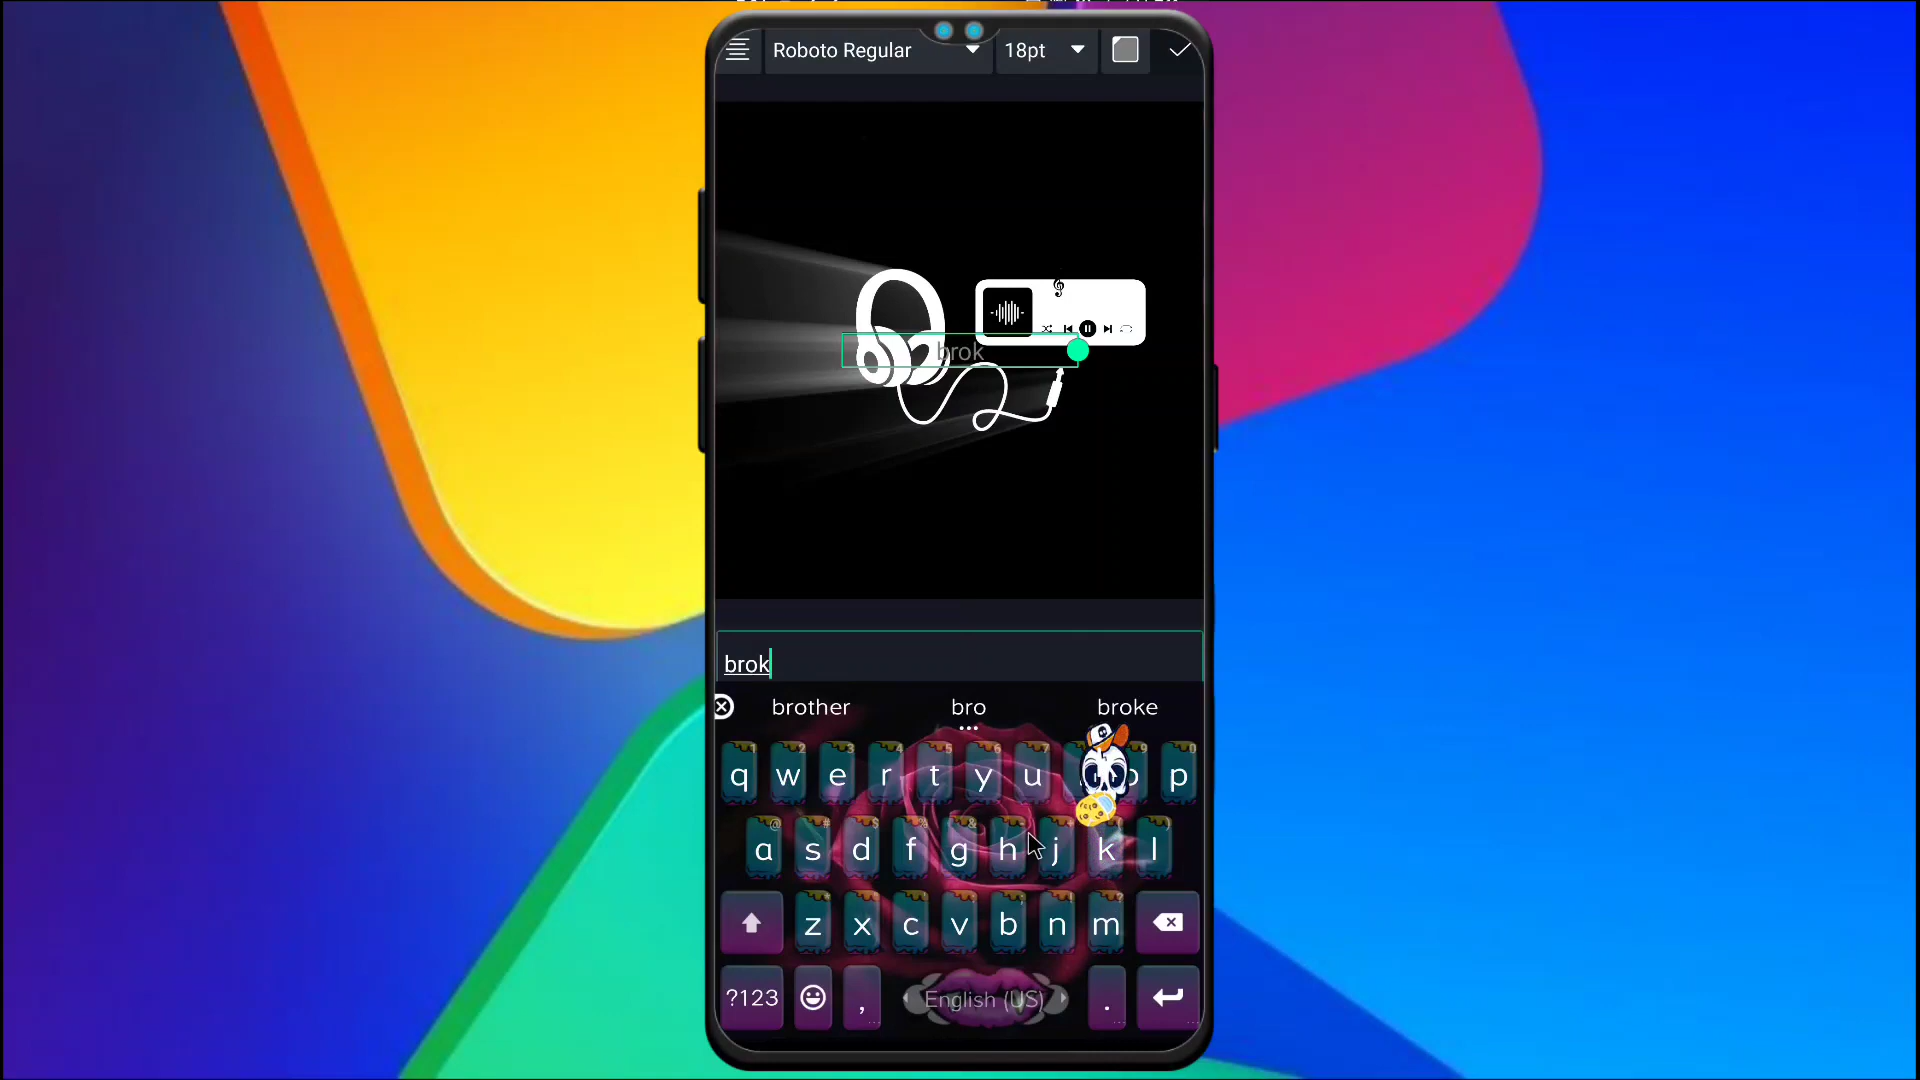 Roboto Regular 18pt
brok
brok
brother bro broke
q w e r t y u o p
a s d f g h j k l
z x c v b n m
?123 , English (US) .